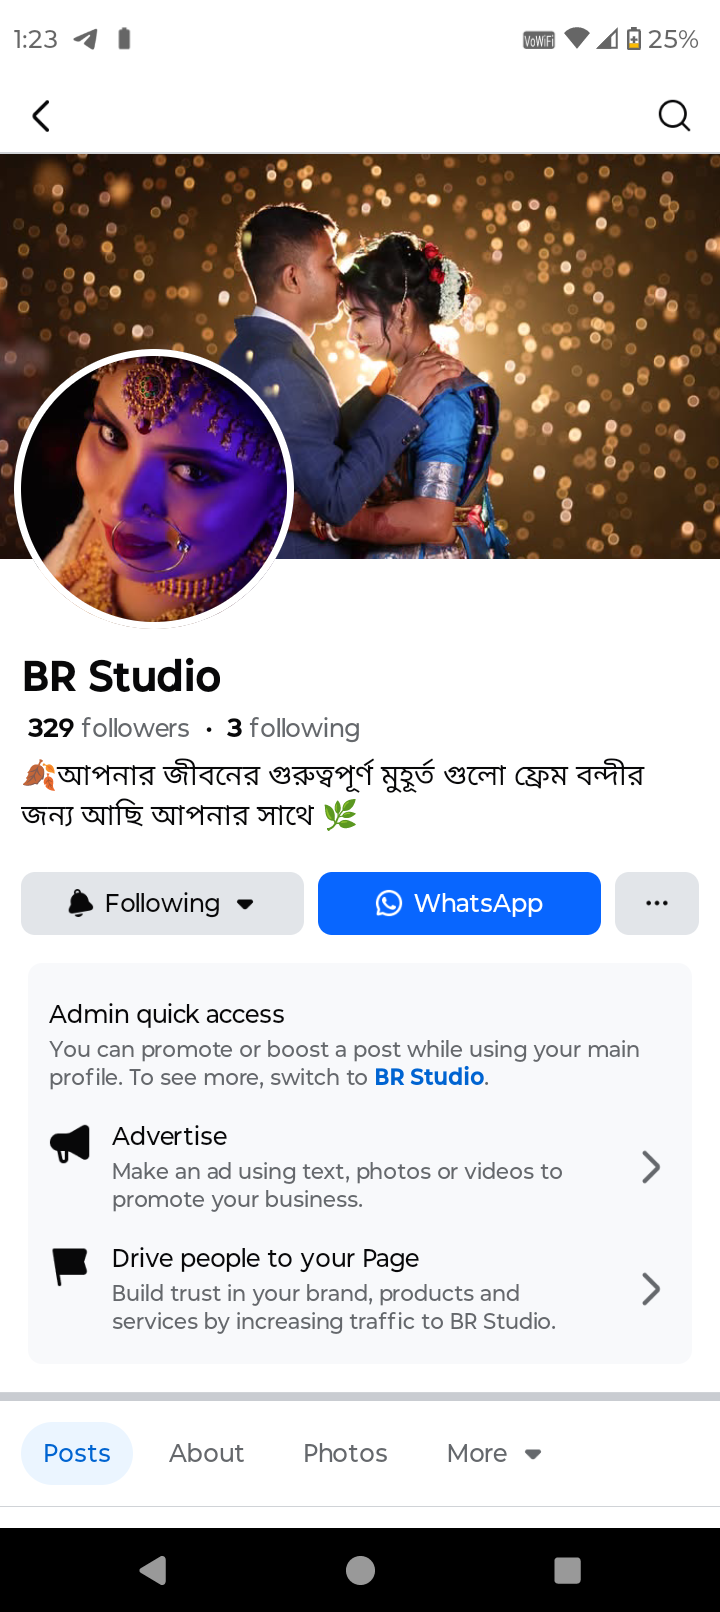 1:23
VoWiFi
25%
BR Studio
329 followers · 3 following
🍂আপনার জীবনের গুরুত্বপূর্ণ মুহূর্ত গুলো ফ্রেম বন্দীর
জন্য আছি আপনার সাথে 🌿
Following
WhatsApp
Admin quick access
You can promote or boost a post while using your main
profile. To see more, switch to BR Studio.
Advertise
Make an ad using text, photos or videos to
promote your business.
Drive people to your Page
Build trust in your brand, products and
services by increasing traffic to BR Studio.
Posts
About
Photos
More